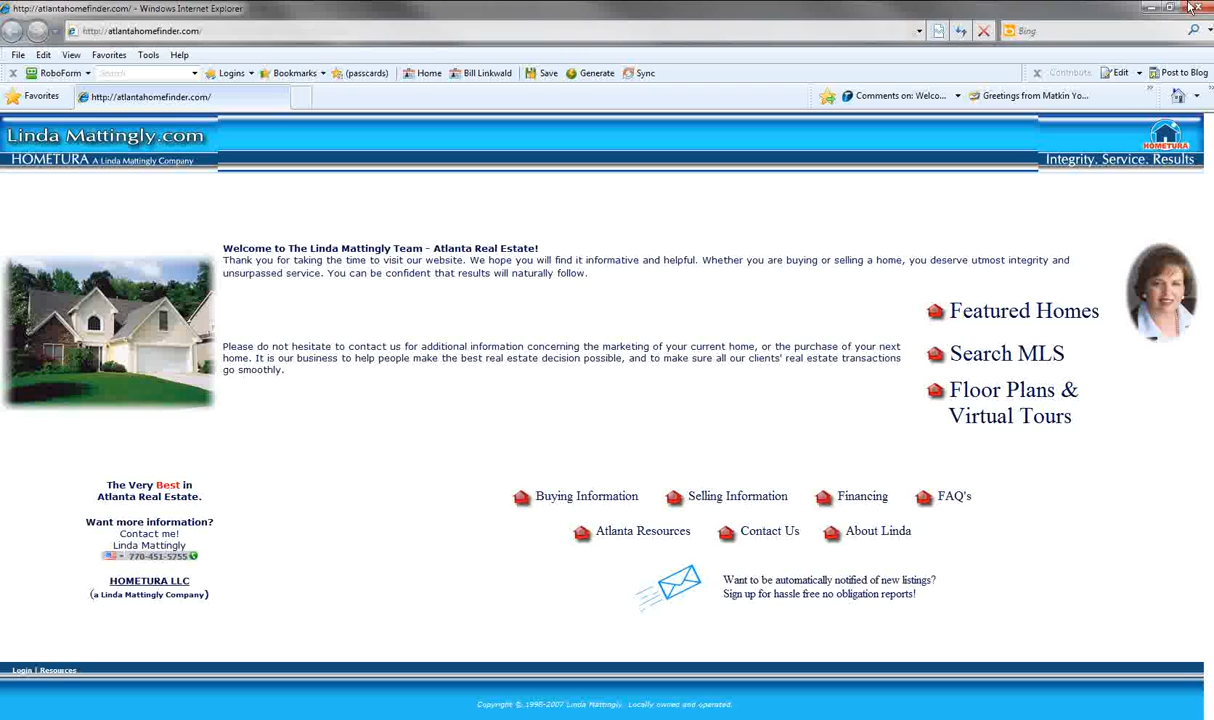 http://atlantahomefinder.com/ - Windows Internet Explorer
http://atlantahomefinder.com/
Bing
File Edit View Favorites Tools Help
RoboForm Search Logins Bookmarks (passcards) Home Bill Linkwald Save Generate Sync Contribute Edit Post to Blog
Favorites http://atlantahomefinder.com/ Comments on: Welco... Greetings from Matkin Yo...
Linda Mattingly.com
HOMETURA
HOMETURA A Linda Mattingly Company
Integrity. Service. Results
Welcome to The Linda Mattingly Team - Atlanta Real Estate!
Thank you for taking the time to visit our website. We hope you will find it informative and helpful. Whether you are buying or selling a home, you deserve utmost integrity and
unsurpassed service. You can be confident that results will naturally follow.
Featured Homes
Please do not hesitate to contact us for additional information concerning the marketing of your current home, or the purchase of your next
home. It is our business to help people make the best real estate decision possible, and to make sure all our clients' real estate transactions
go smoothly.
Search MLS
Floor Plans &
Virtual Tours
The Very Best in
Atlanta Real Estate.
Want more information?
Contact me!
Linda Mattingly
770-451-5755
HOMETURA LLC
(a Linda Mattingly Company)
Buying Information Selling Information Financing FAQ's
Atlanta Resources Contact Us About Linda
Want to be automatically notified of new listings?
Sign up for hassle free no obligation reports!
Login | Resources
Copyright © 1998-2007 Linda Mattingly. Locally owned and operated.